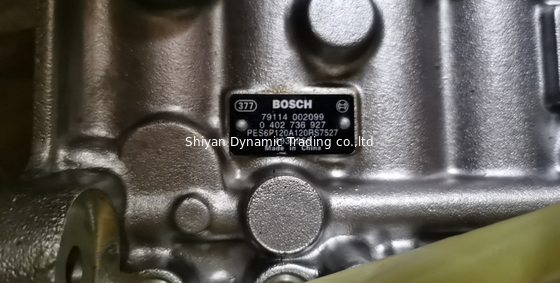 377 BOSCH
79114 002099
0 402 736 927
PES6P120A120RS7527
Shiyan Dynamic Trading co.,ltd
Made in China